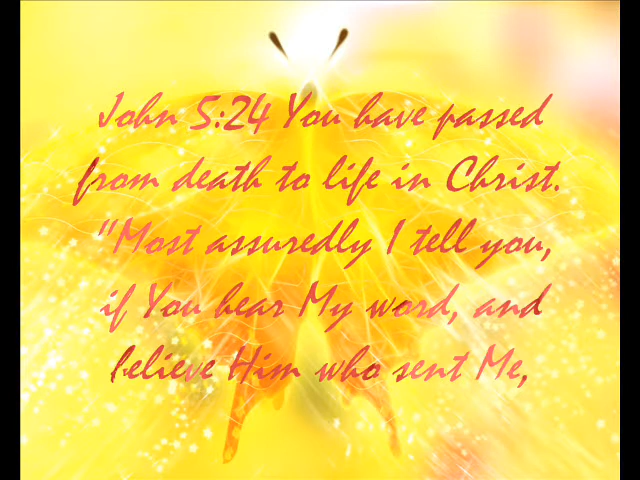 John 5:24 You have passed
from death to life in Christ.
"Most assuredly I tell you,
if You hear My word, and
believe Him who sent Me,